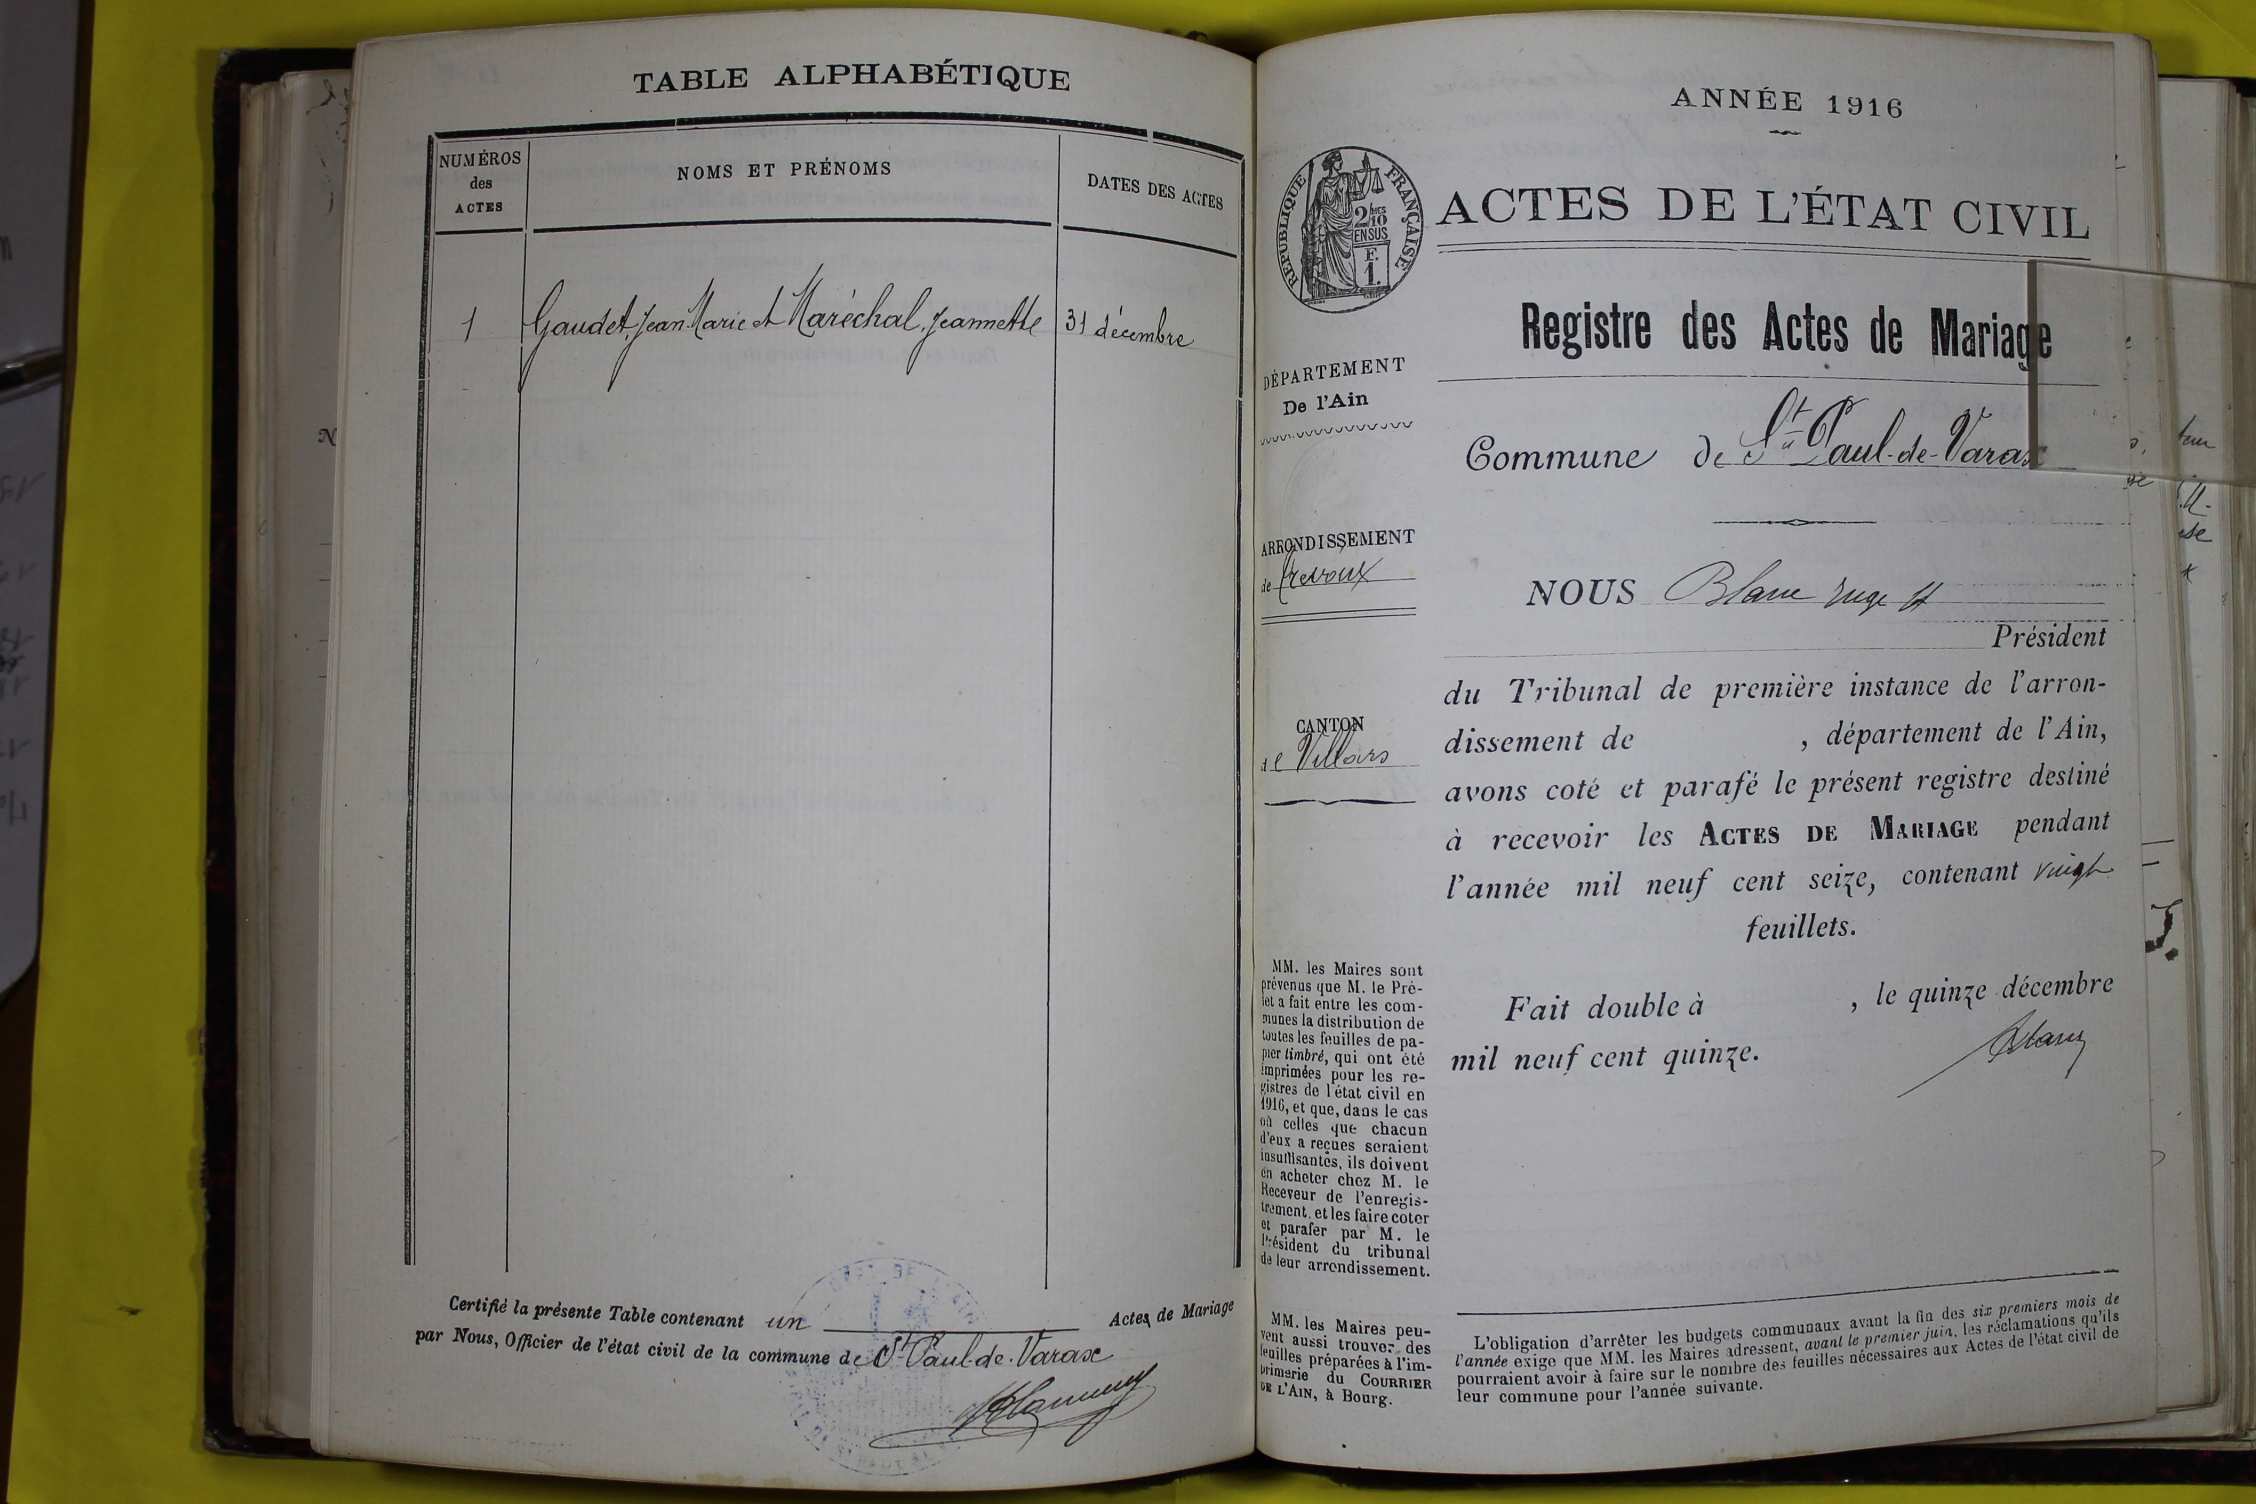 TABLE ALPHABÉTIQUE
NUMÉROS
des
ACTES
NOMS ET PRÉNOMS
DATES DES ACTES
1
Gaudet, Jean Marie et Maréchal, Jeannette
31 décembre
Certifié la présente Table contenant un Actes de Mariage
par Nous, Officier de l'état civil de la commune de St Paul-de-Varax
ANNÉE 1916
RÉPUBLIQUE FRANÇAISE
2/10
EN SUS
F.
1.
ACTES DE L'ÉTAT CIVIL
Registre des Actes de Mariage
DÉPARTEMENT
De l'Ain
Commune de St Paul-de-Varax
ARRONDISSEMENT
de Trevoux
CANTON
de Villars
NOUS Blanc
Président
du Tribunal de première instance de l'arron-
dissement de , département de l'Ain,
avons coté et parafé le présent registre destiné
à recevoir les ACTES DE MARIAGE pendant
l'année mil neuf cent seize, contenant vingt
feuillets.
Fait double à , le quinze décembre
mil neuf cent quinze.
Blanc
MM. les Maires sont
prévenus que M. le Pré-
fet a fait entre les com-
munes la distribution de
toutes les feuilles de pa-
pier timbré, qui ont été
imprimées pour les re-
gistres de l'état civil en
1916, et que, dans le cas
où celles que chacun
d'eux a reçues seraient
insuffisantes, ils doivent
en acheter chez M. le
Receveur de l'enregis-
trement, et les faire coter
et parafer par M. le
Président du tribunal
de leur arrondissement.
MM. les Maires peu-
vent aussi trouver des
feuilles préparées à l'im-
primerie du COURRIER
DE L'AIN, à Bourg.
L'obligation d'arrêter les budgets communaux avant la fin des six premiers mois de
l'année exige que MM. les Maires adressent, avant le premier juin, les réclamations qu'ils
pourraient avoir à faire sur le nombre des feuilles nécessaires aux Actes de l'état civil de
leur commune pour l'année suivante.